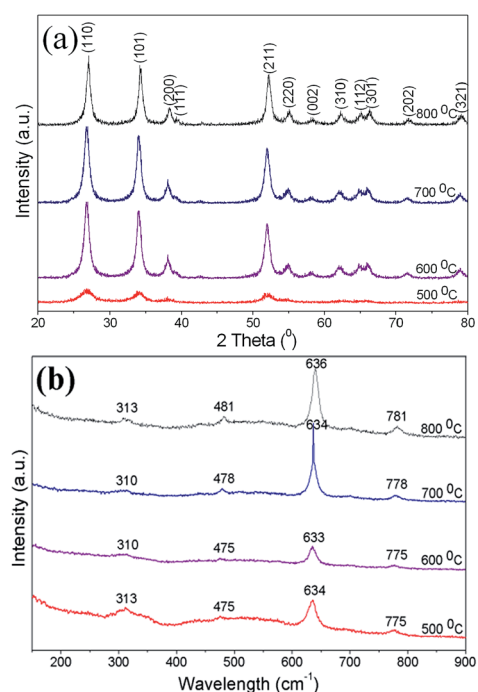 (a)
(110)
(101)
(200)
(111)
(211)
(220)
(002)
(310)
(112)
(301)
(202)
(321)
800 ⁰C
700 ⁰C
600 ⁰C
500 ⁰C
Intensity (a.u.)
20 30 40 50 60 70 80
2 Theta (⁰)
(b)
636
313 481 781
800 ⁰C
634
310 478 778
700 ⁰C
633
310 475 775
600 ⁰C
634
313 475 775
500 ⁰C
Intensity (a.u.)
200 300 400 500 600 700 800 900
Wavelength (cm⁻¹)